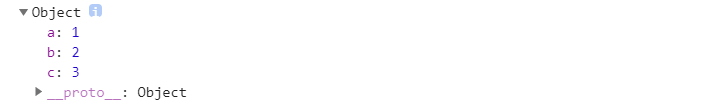 Object i
a: 1
b: 2
c: 3
__proto__: Object